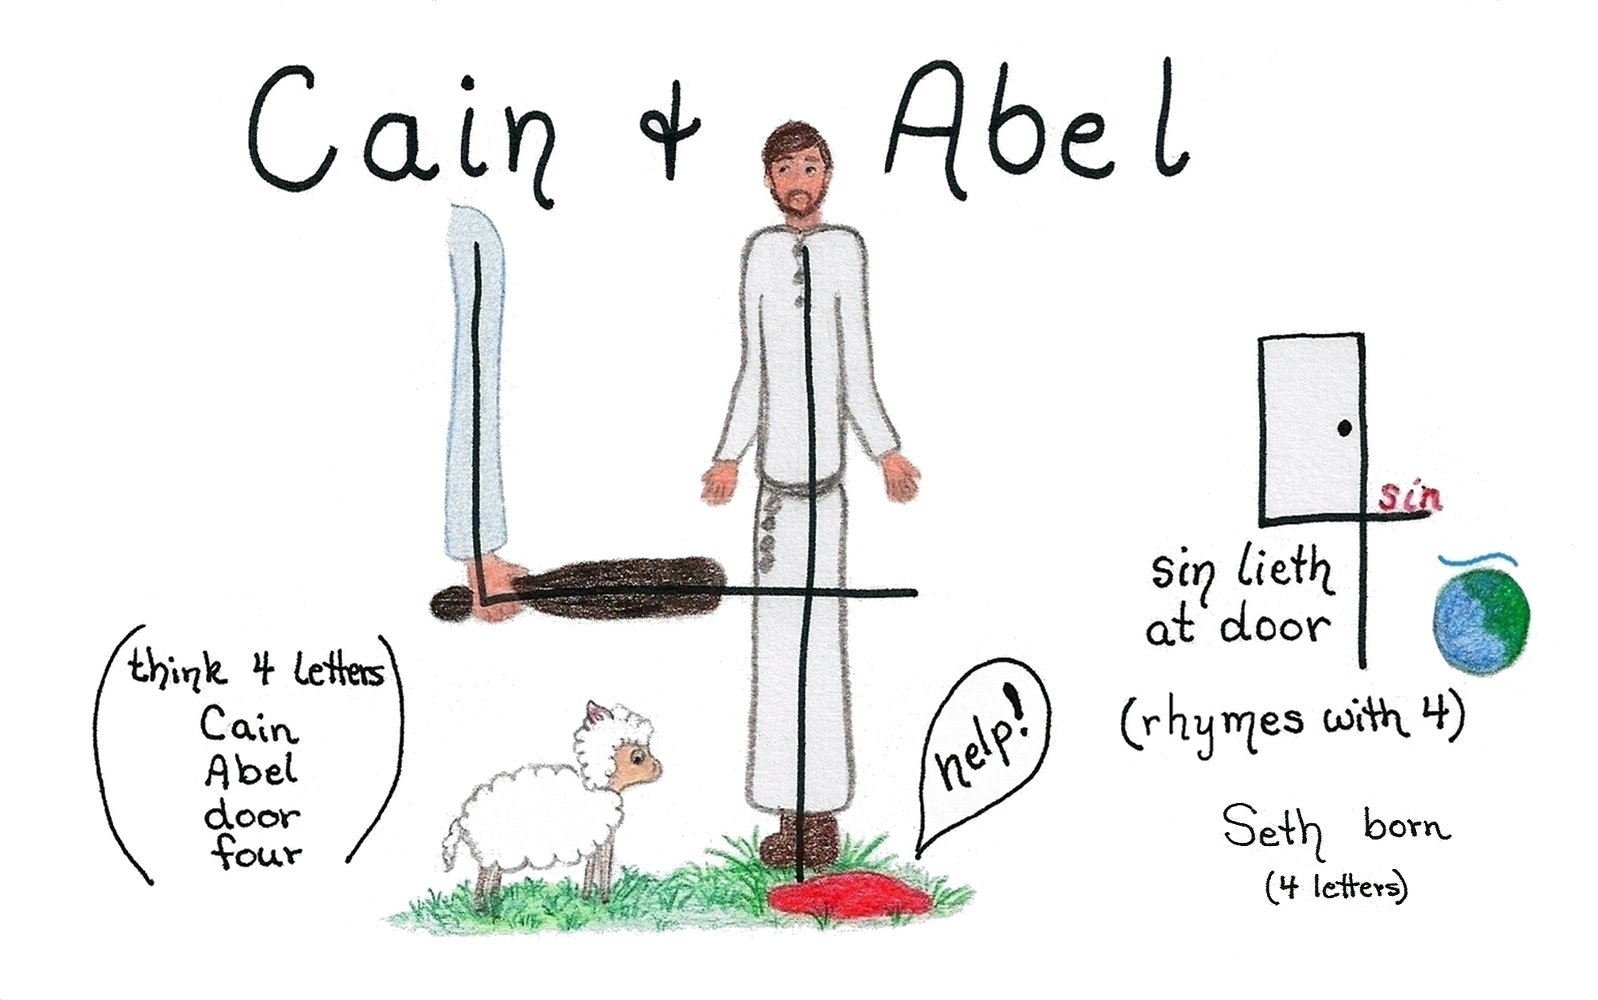 Cain & Abel
(think 4 letters)
Cain
Abel
door
four
help!
sin
sin lieth
at door
(rhymes with 4)
Seth born
(4 letters)